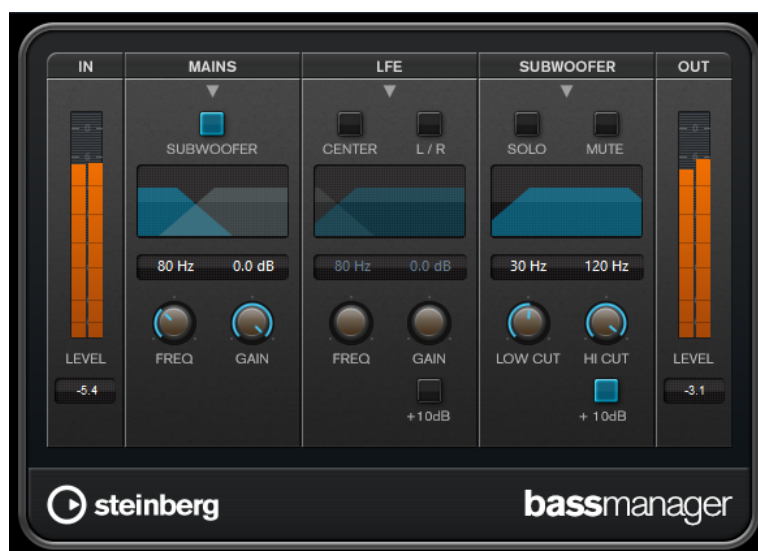 IN MAINS LFE SUBWOOFER OUT
SUBWOOFER CENTER L / R SOLO MUTE
80 Hz 0.0 dB 80 Hz 0.0 dB 30 Hz 120 Hz
LEVEL FREQ GAIN FREQ GAIN LOW CUT HI CUT LEVEL
-5.4 -3.1
+10dB + 10dB
steinberg bassmanager